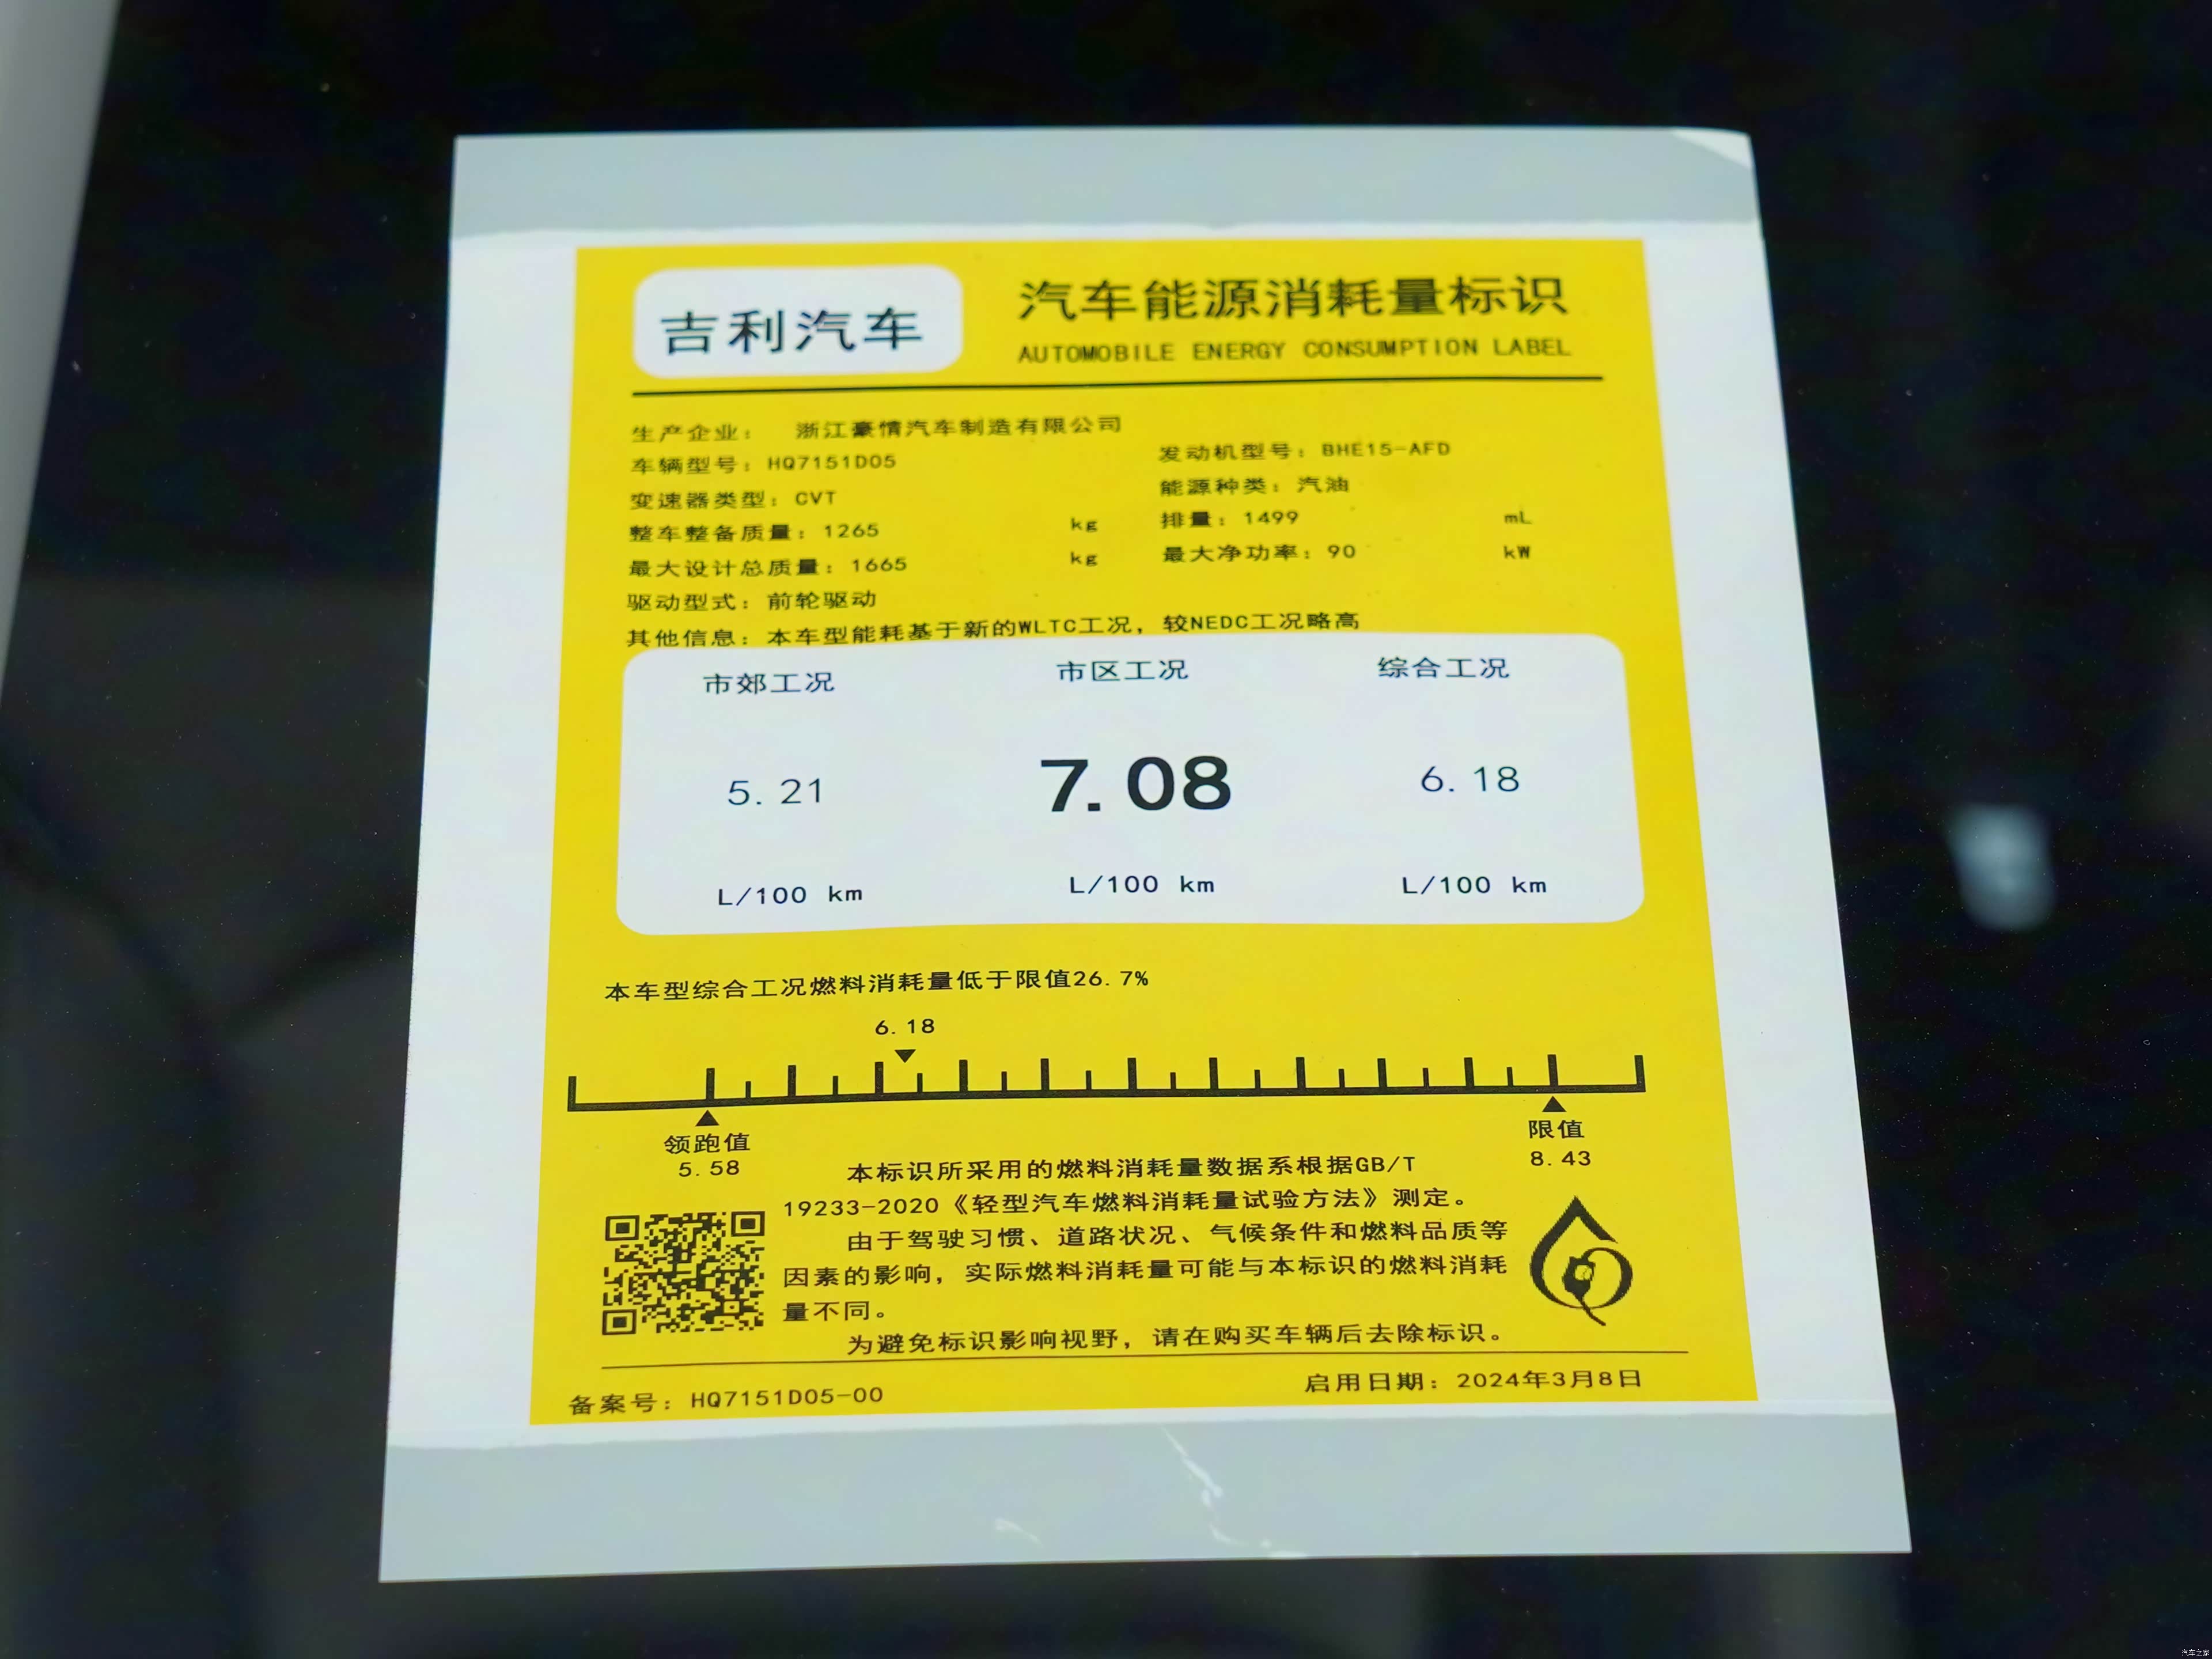 吉利汽车
汽车能源消耗量标识
AUTOMOBILE ENERGY CONSUMPTION LABEL
生产企业： 浙江豪情汽车制造有限公司
车辆型号：HQ7151D05
发动机型号：BHE15-AFD
变速器类型：CVT
能源种类：汽油
整车整备质量：1265 kg
排量：1499 mL
最大设计总质量：1665 kg
最大净功率：90 kW
驱动型式：前轮驱动
其他信息：本车型能耗基于新的WLTC工况，较NEDC工况略高
市郊工况 市区工况 综合工况
5.21 7.08 6.18
L/100 km L/100 km L/100 km
本车型综合工况燃料消耗量低于限值26.7%
6.18
领跑值
5.58
限值
8.43
本标识所采用的燃料消耗量数据系根据GB/T
19233-2020《轻型汽车燃料消耗量试验方法》测定。
由于驾驶习惯、道路状况、气候条件和燃料品质等
因素的影响，实际燃料消耗量可能与本标识的燃料消耗
量不同。
为避免标识影响视野，请在购买车辆后去除标识。
备案号：HQ7151D05-00
启用日期：2024年3月8日
汽车之家